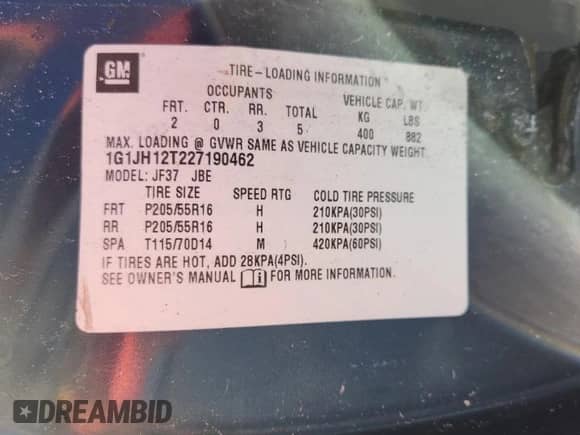 GM
TIRE-LOADING INFORMATION
OCCUPANTS VEHICLE CAP. WT.
FRT. CTR. RR. TOTAL KG LBS
2 0 3 5 400 882
MAX. LOADING @ GVWR SAME AS VEHICLE CAPACITY WEIGHT
1G1JH12T227190462
MODEL: JF37 JBE
TIRE SIZE SPEED RTG COLD TIRE PRESSURE
FRT P205/55R16 H 210KPA(30PSI)
RR P205/55R16 H 210KPA(30PSI)
SPA T115/70D14 M 420KPA(60PSI)
IF TIRES ARE HOT, ADD 28KPA(4PSI).
SEE OWNER'S MANUAL i FOR MORE INFORMATION.
DREAMBID